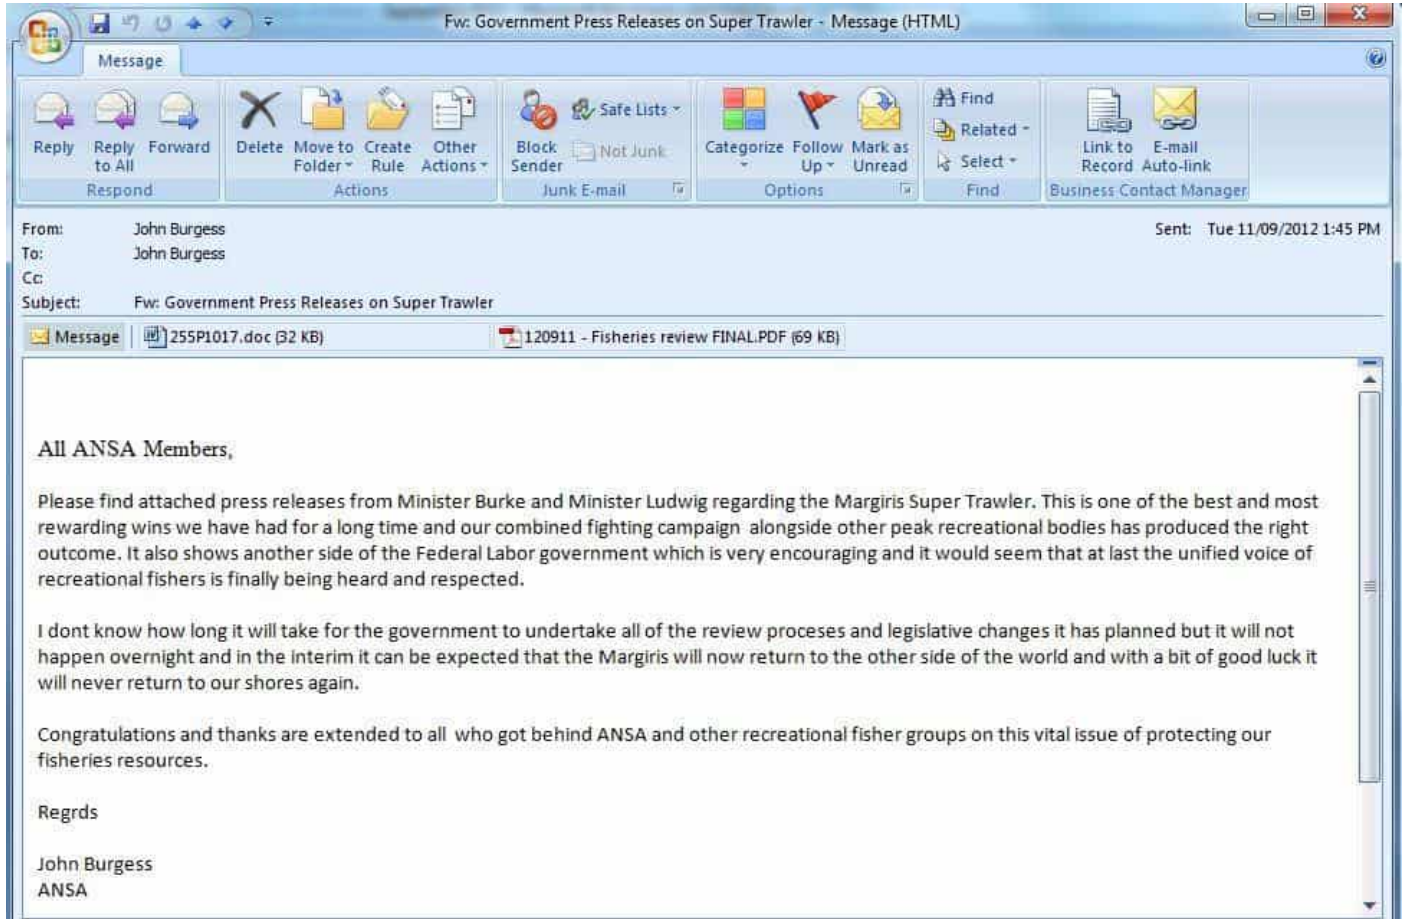 Fw: Government Press Releases on Super Trawler - Message (HTML)
Message
Reply
Reply to All
Forward
Respond
Delete
Move to Folder
Create Rule
Other Actions
Actions
Block Sender
Safe Lists
Not Junk
Junk E-mail
Categorize
Follow Up
Mark as Unread
Options
Find
Related
Select
Find
Link to Record
E-mail Auto-link
Business Contact Manager
From: John Burgess
Sent: Tue 11/09/2012 1:45 PM
To: John Burgess
Cc:
Subject: Fw: Government Press Releases on Super Trawler
Message 255P1017.doc (32 KB) 120911 - Fisheries review FINAL.PDF (69 KB)
All ANSA Members,
Please find attached press releases from Minister Burke and Minister Ludwig regarding the Margiris Super Trawler. This is one of the best and most
rewarding wins we have had for a long time and our combined fighting campaign alongside other peak recreational bodies has produced the right
outcome. It also shows another side of the Federal Labor government which is very encouraging and it would seem that at last the unified voice of
recreational fishers is finally being heard and respected.
I dont know how long it will take for the government to undertake all of the review proceses and legislative changes it has planned but it will not
happen overnight and in the interim it can be expected that the Margiris will now return to the other side of the world and with a bit of good luck it
will never return to our shores again.
Congratulations and thanks are extended to all who got behind ANSA and other recreational fisher groups on this vital issue of protecting our
fisheries resources.
Regrds
John Burgess
ANSA